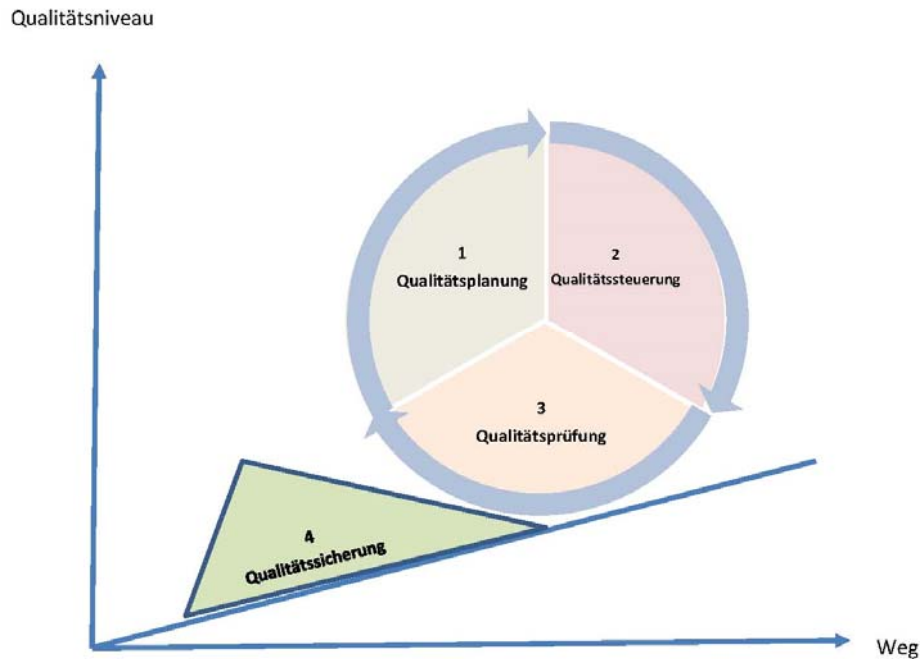 Qualitätsniveau
1
Qualitätsplanung
2
Qualitätssteuerung
3
Qualitätsprüfung
4
Qualitätssicherung
Weg